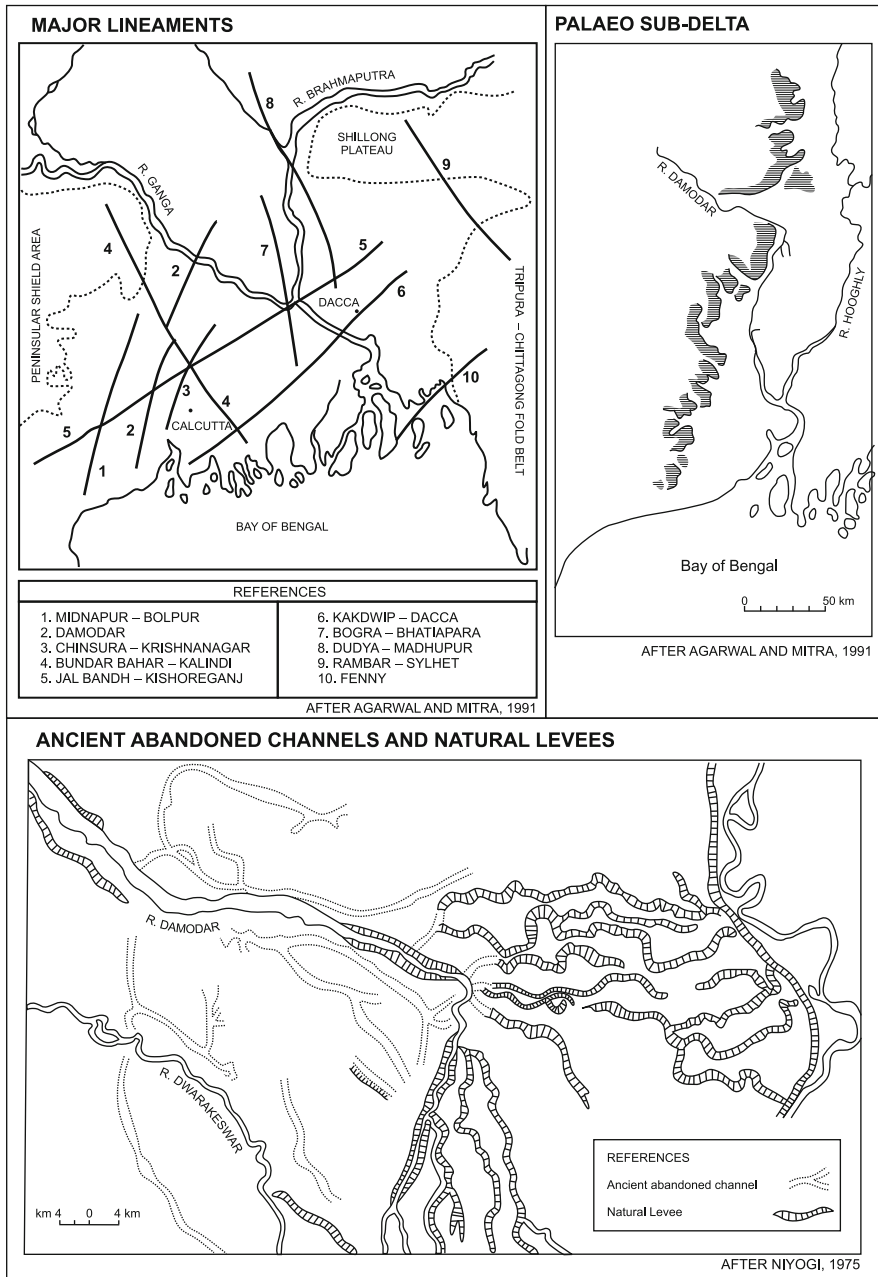 MAJOR LINEAMENTS
R. BRAHMAPUTRA
8
SHILLONG
PLATEAU
9
R. GANGA
PENINSULAR SHIELD AREA
4
2
7
5
6
DACCA
TRIPURA – CHITTAGONG FOLD BELT
3
4
10
CALCUTTA
5
2
1
BAY OF BENGAL
REFERENCES
1. MIDNAPUR – BOLPUR
2. DAMODAR
3. CHINSURA – KRISHNANAGAR
4. BUNDAR BAHAR – KALINDI
5. JAL BANDH – KISHOREGANJ
6. KAKDWIP – DACCA
7. BOGRA – BHATIAPARA
8. DUDYA – MADHUPUR
9. RAMBAR – SYLHET
10. FENNY
AFTER AGARWAL AND MITRA, 1991
PALAEO SUB-DELTA
R. DAMODAR
R. HOOGHLY
Bay of Bengal
0 50 km
AFTER AGARWAL AND MITRA, 1991
ANCIENT ABANDONED CHANNELS AND NATURAL LEVEES
R. DAMODAR
R. DWARAKESWAR
km 4 0 4 km
REFERENCES
Ancient abandoned channel
Natural Levee
AFTER NIYOGI, 1975